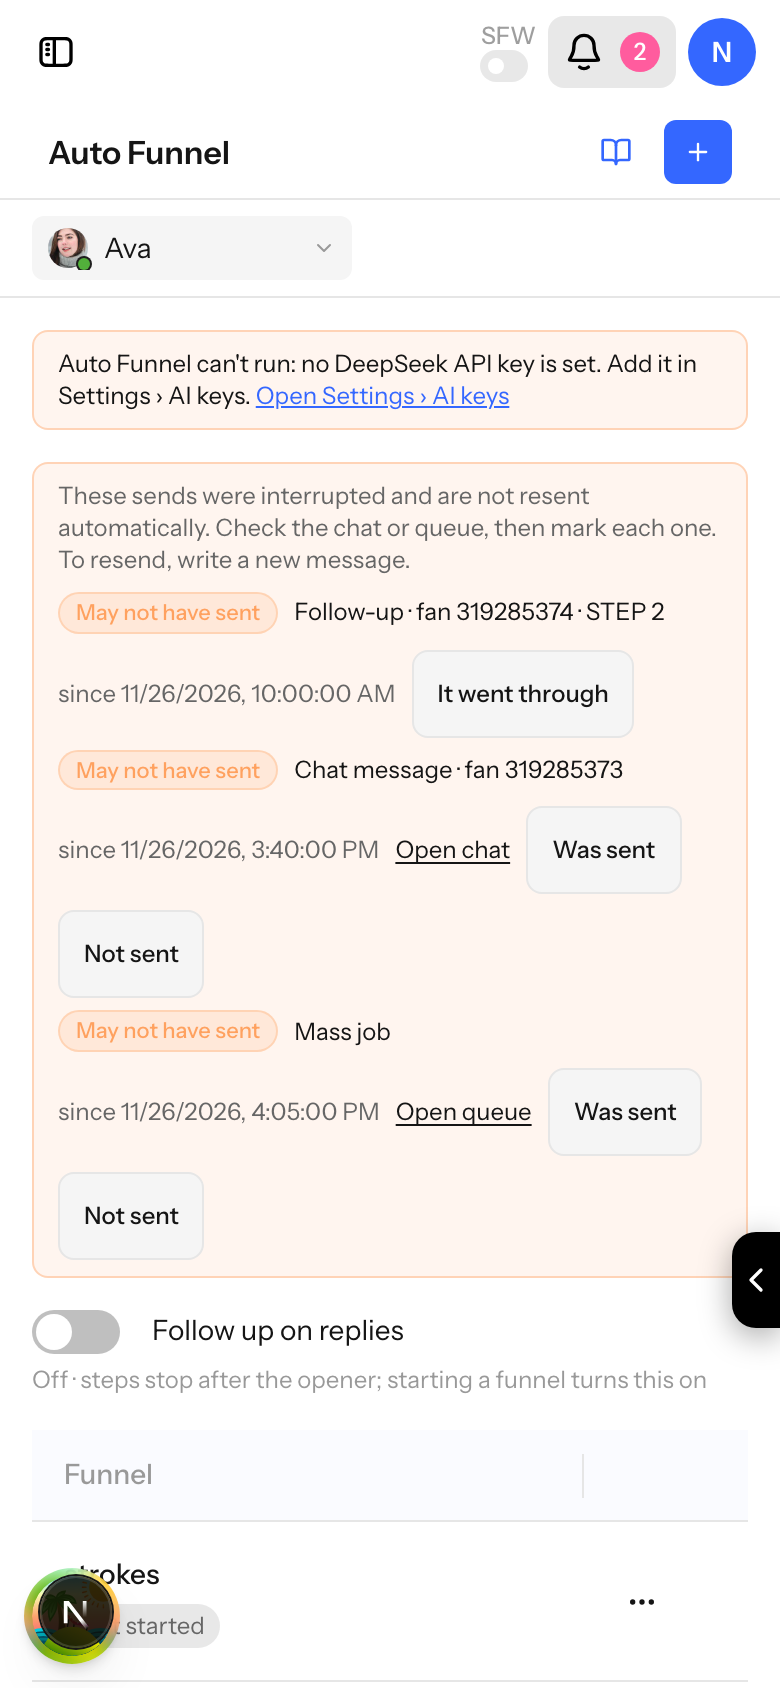 SFW
2
N
Auto Funnel
Ava
Auto Funnel can't run: no DeepSeek API key is set. Add it in
Settings › AI keys. Open Settings › AI keys
These sends were interrupted and are not resent
automatically. Check the chat or queue, then mark each one.
To resend, write a new message.
May not have sent Follow-up · fan 319285374 · STEP 2
since 11/26/2026, 10:00:00 AM It went through
May not have sent Chat message · fan 319285373
since 11/26/2026, 3:40:00 PM Open chat Was sent
Not sent
May not have sent Mass job
since 11/26/2026, 4:05:00 PM Open queue Was sent
Not sent
Follow up on replies
Off · steps stop after the opener; starting a funnel turns this on
Funnel
trokes
N
started